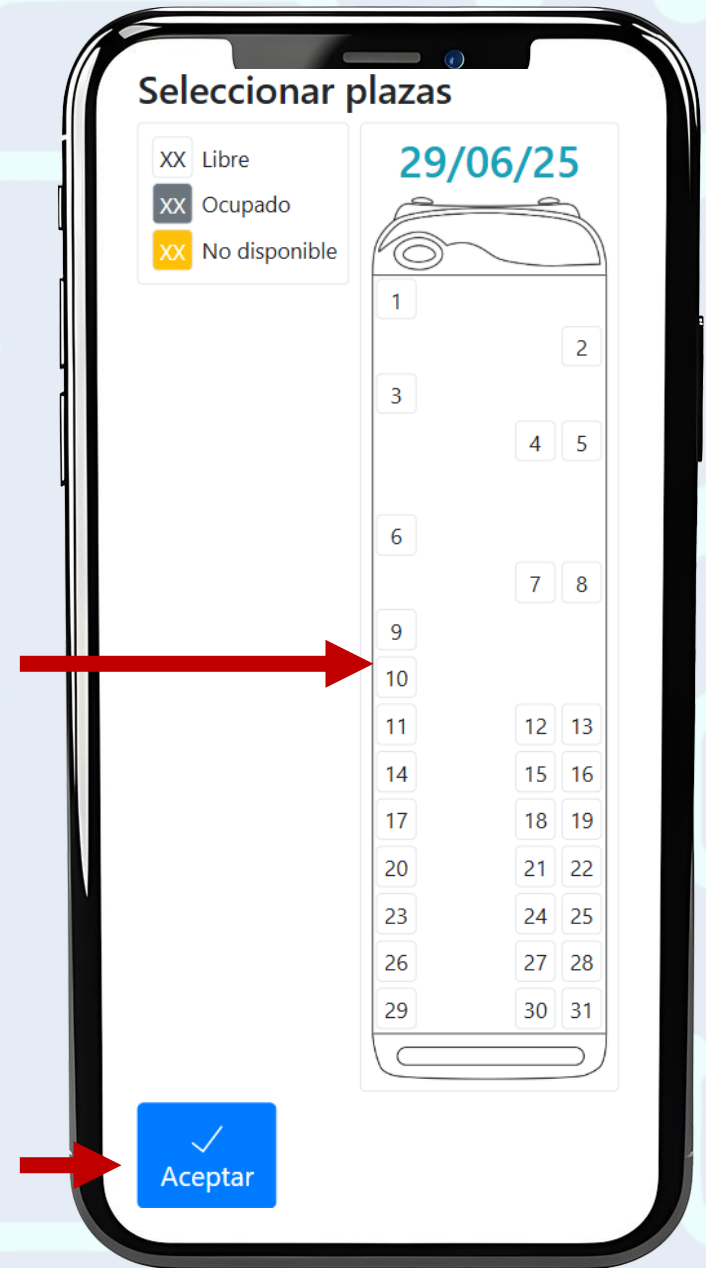 Seleccionar plazas
XX Libre
XX Ocupado
XX No disponible
29/06/25
1
2
3
4 5
6
7 8
9
10
11 12 13
14 15 16
17 18 19
20 21 22
23 24 25
26 27 28
29 30 31
Aceptar